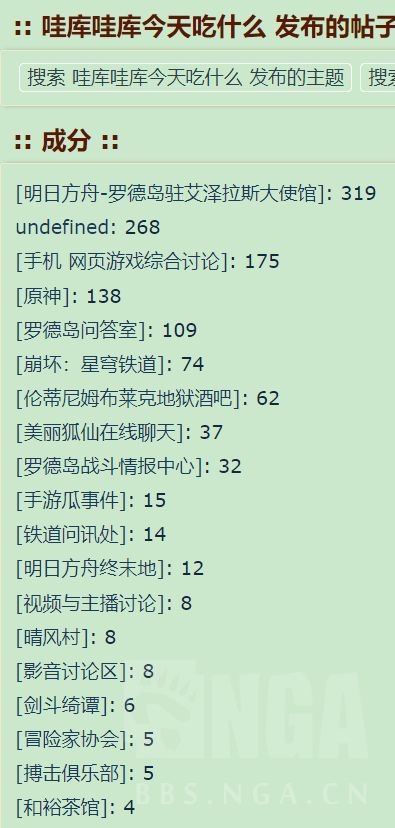 :: 哇库哇库今天吃什么 发布的帖子
搜索 哇库哇库今天吃什么 发布的主题 搜索
:: 成分 ::
[明日方舟-罗德岛驻艾泽拉斯大使馆]: 319
undefined: 268
[手机 网页游戏综合讨论]: 175
[原神]: 138
[罗德岛问答室]: 109
[崩坏：星穹铁道]: 74
[伦蒂尼姆布莱克地狱酒吧]: 62
[美丽狐仙在线聊天]: 37
[罗德岛战斗情报中心]: 32
[手游瓜事件]: 15
[铁道问讯处]: 14
[明日方舟终末地]: 12
[视频与主播讨论]: 8
[晴风村]: 8
[影音讨论区]: 8
[剑斗绮谭]: 6
[冒险家协会]: 5
[搏击俱乐部]: 5
[和裕茶馆]: 4
NGA
BBS.NGA.CN